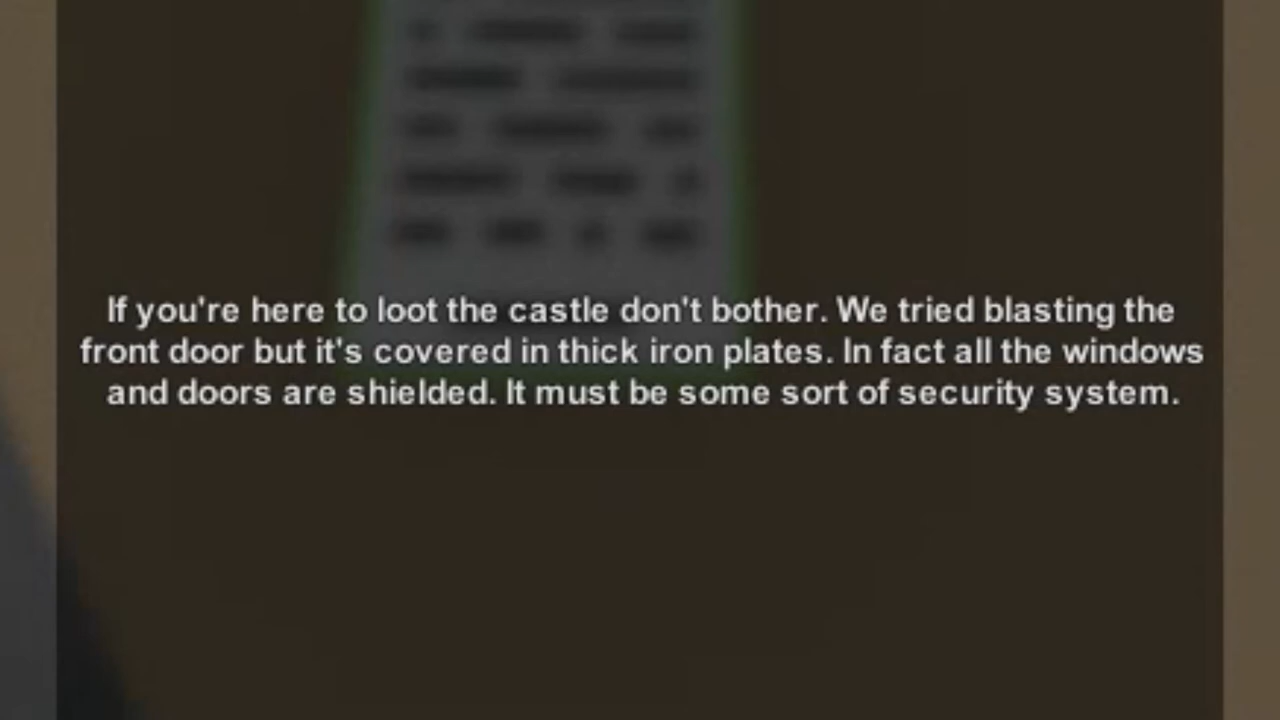 If you're here to loot the castle don't bother. We tried blasting the
front door but it's covered in thick iron plates. In fact all the windows
and doors are shielded. It must be some sort of security system.